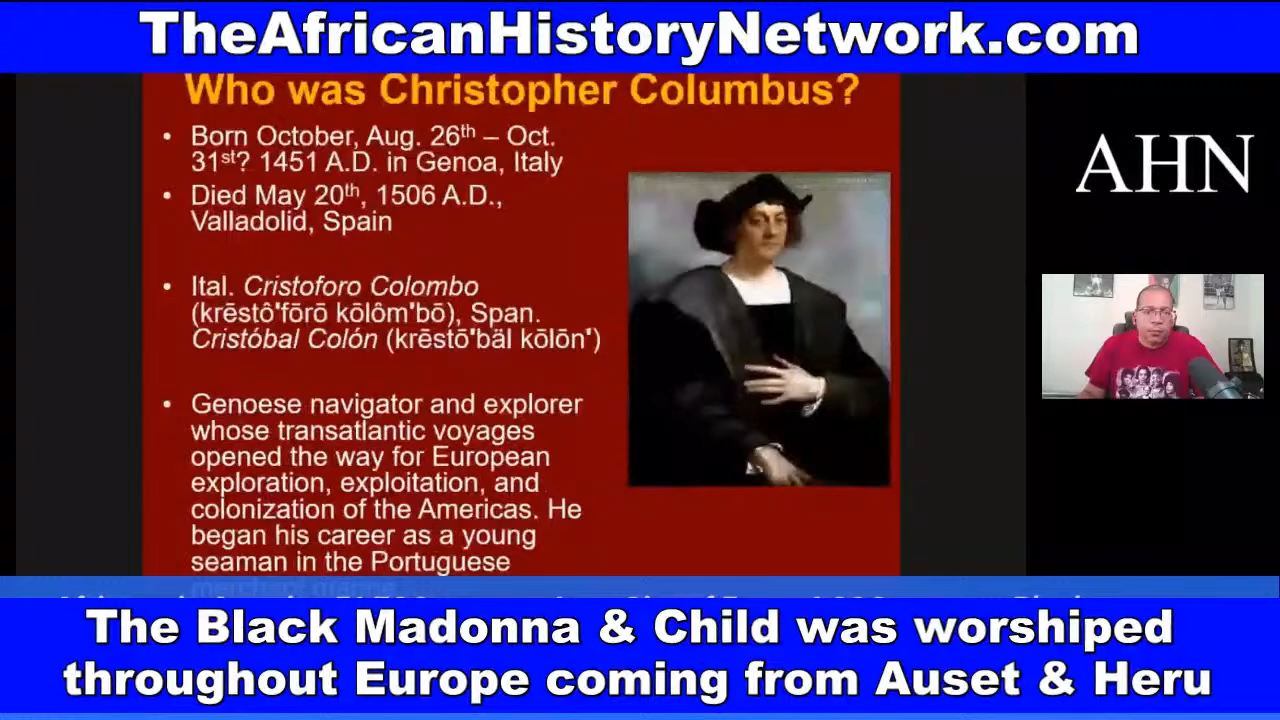 TheAfricanHistoryNetwork.com
Who was Christopher Columbus?
AHN
• Born October, Aug. 26th – Oct.
31st? 1451 A.D. in Genoa, Italy
• Died May 20th, 1506 A.D.,
Valladolid, Spain
• Ital. Cristoforo Colombo
(krēstô'fōrō kōlôm'bō), Span.
Cristóbal Colón (krēstō'bäl kōlōn')
• Genoese navigator and explorer
whose transatlantic voyages
opened the way for European
exploration, exploitation, and
colonization of the Americas. He
began his career as a young
seaman in the Portuguese
The Black Madonna & Child was worshiped
throughout Europe coming from Auset & Heru